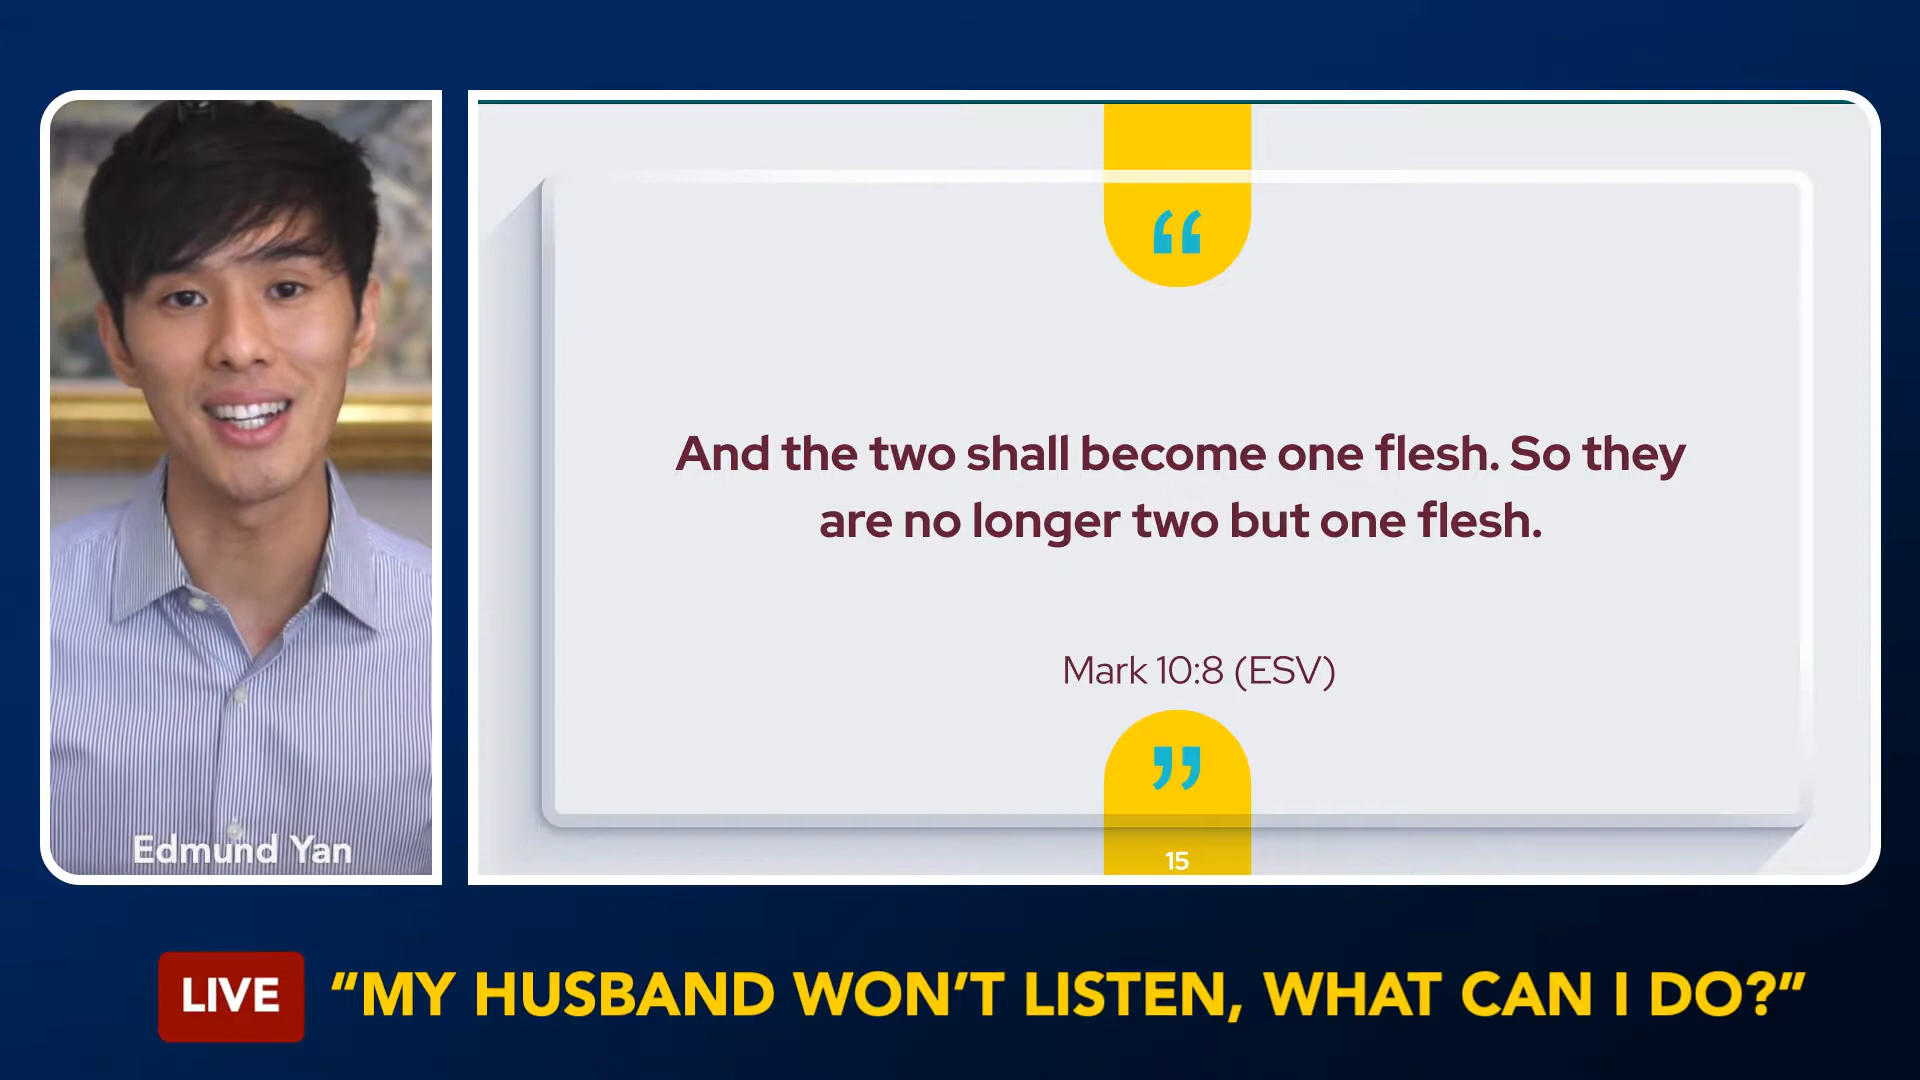 “
And the two shall become one flesh. So they
are no longer two but one flesh.
Mark 10:8 (ESV)
”
15
Edmund Yan
LIVE “MY HUSBAND WON’T LISTEN, WHAT CAN I DO?”